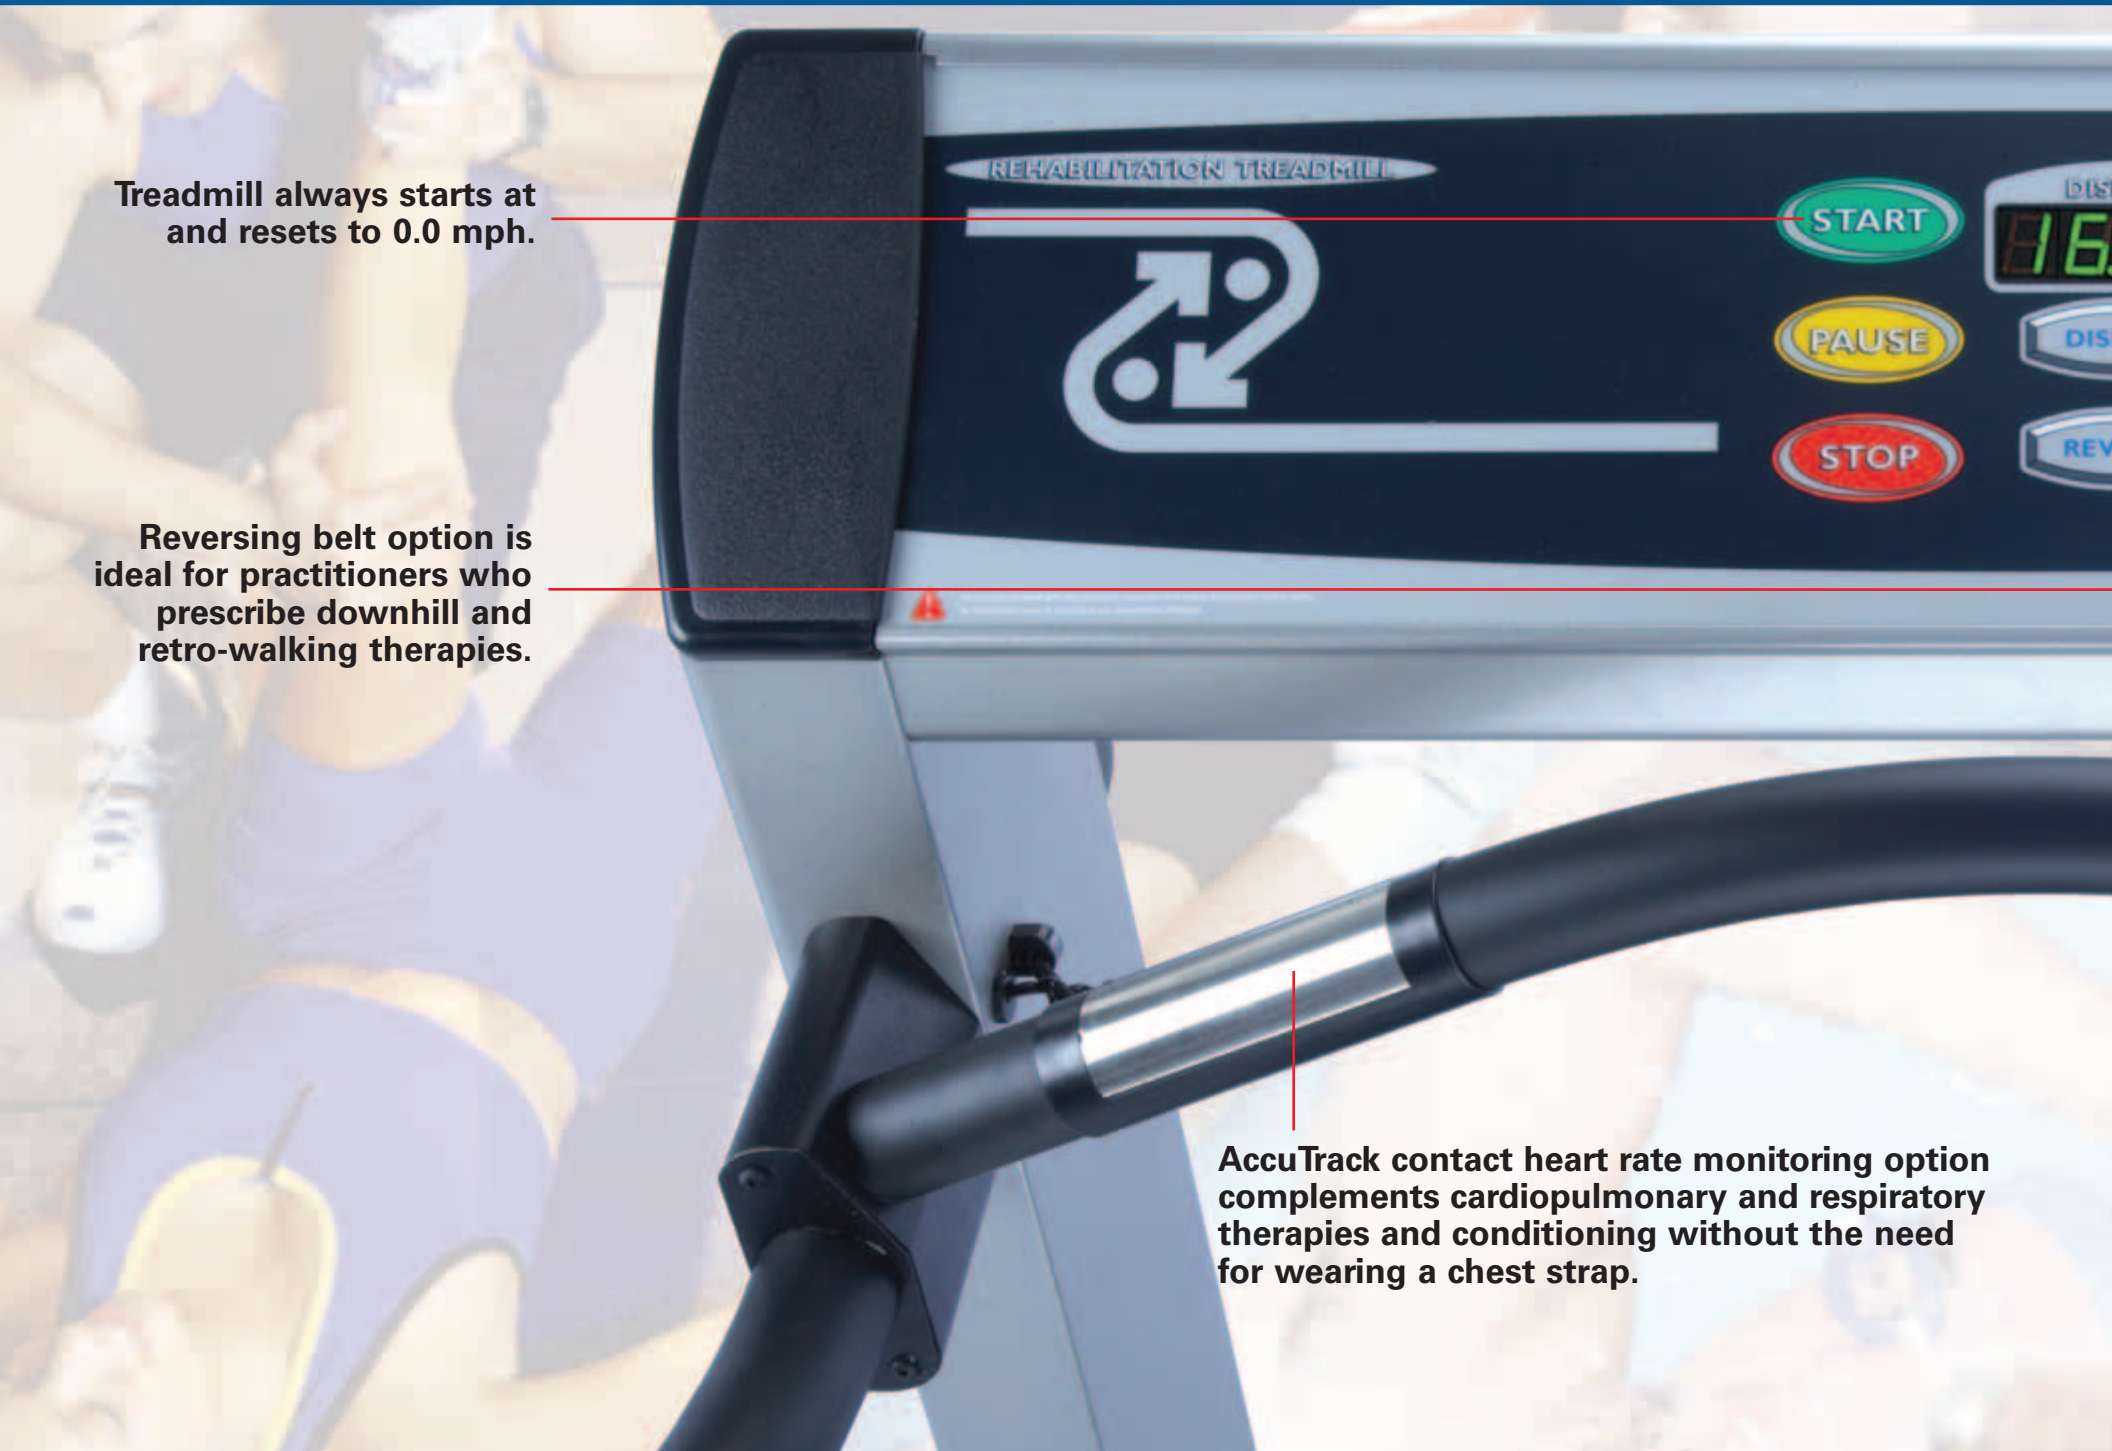 Treadmill always starts at
and resets to 0.0 mph.
REHABILITATION TREADMILL
START
PAUSE
STOP
Reversing belt option is
ideal for practitioners who
prescribe downhill and
retro-walking therapies.
AccuTrack contact heart rate monitoring option
complements cardiopulmonary and respiratory
therapies and conditioning without the need
for wearing a chest strap.